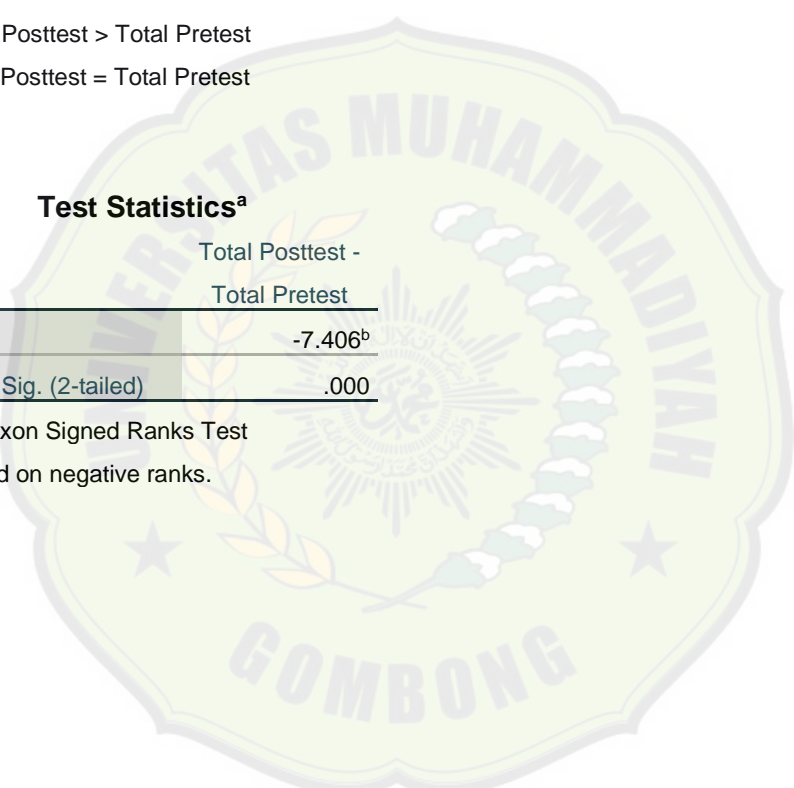 Posttest > Total Pretest
Posttest = Total Pretest
Test Statisticsᵃ
Total Posttest -
Total Pretest
-7.406ᵇ
Sig. (2-tailed) .000
xon Signed Ranks Test
d on negative ranks.
UNIVERSITAS MUHAMMADIYAH
GOMBONG